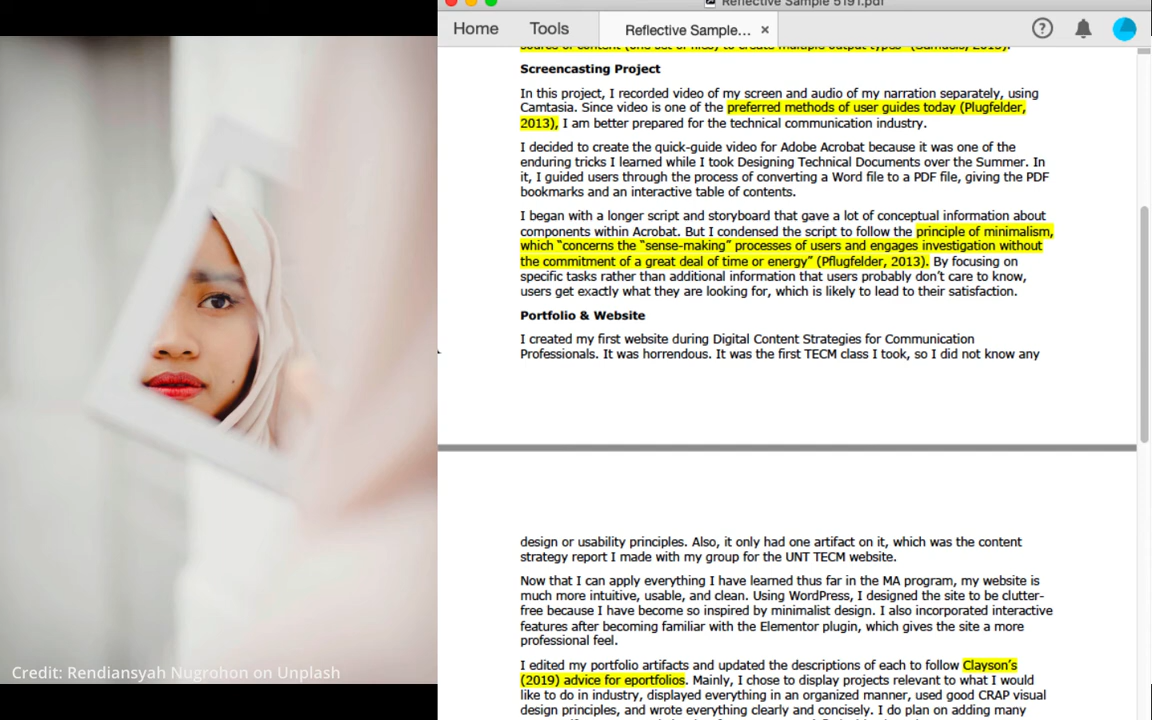 Reflective Sample 5191.pdf
Home
Tools
Reflective Sample...
×
?
Screencasting Project
In this project, I recorded video of my screen and audio of my narration separately, using
Camtasia. Since video is one of the preferred methods of user guides today (Plugfelder,
2013), I am better prepared for the technical communication industry.
I decided to create the quick-guide video for Adobe Acrobat because it was one of the
enduring tricks I learned while I took Designing Technical Documents over the Summer. In
it, I guided users through the process of converting a Word file to a PDF file, giving the PDF
bookmarks and an interactive table of contents.
I began with a longer script and storyboard that gave a lot of conceptual information about
components within Acrobat. But I condensed the script to follow the principle of minimalism,
which “concerns the “sense-making” processes of users and engages investigation without
the commitment of a great deal of time or energy” (Pflugfelder, 2013). By focusing on
specific tasks rather than additional information that users probably don’t care to know,
users get exactly what they are looking for, which is likely to lead to their satisfaction.
Portfolio & Website
I created my first website during Digital Content Strategies for Communication
Professionals. It was horrendous. It was the first TECM class I took, so I did not know any
design or usability principles. Also, it only had one artifact on it, which was the content
strategy report I made with my group for the UNT TECM website.
Now that I can apply everything I have learned thus far in the MA program, my website is
much more intuitive, usable, and clean. Using WordPress, I designed the site to be clutter-
free because I have become so inspired by minimalist design. I also incorporated interactive
features after becoming familiar with the Elementor plugin, which gives the site a more
professional feel.
I edited my portfolio artifacts and updated the descriptions of each to follow Clayson’s
(2019) advice for eportfolios. Mainly, I chose to display projects relevant to what I would
like to do in industry, displayed everything in an organized manner, used good CRAP visual
design principles, and wrote everything clearly and concisely. I do plan on adding many
Credit: Rendiansyah Nugrohon on Unplash